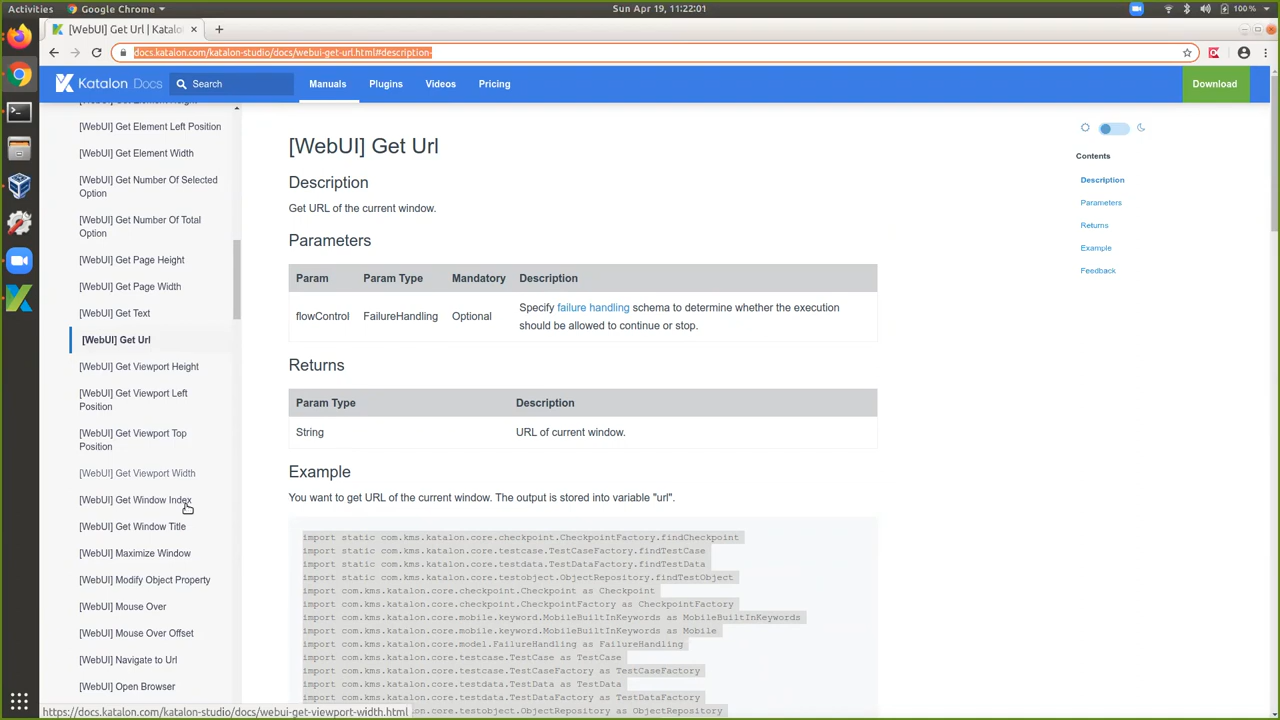 Activities
Google Chrome
Sun Apr 19, 11:22:01
100 %
[WebUI] Get Url | Katalon
docs.katalon.com/katalon-studio/docs/webui-get-url.html#description-
Katalon Docs
Search
Manuals
Plugins
Videos
Pricing
Download
[WebUI] Get Element Height
[WebUI] Get Element Left Position
[WebUI] Get Element Width
[WebUI] Get Number Of Selected
Option
[WebUI] Get Number Of Total
Option
[WebUI] Get Page Height
[WebUI] Get Page Width
[WebUI] Get Text
[WebUI] Get Url
[WebUI] Get Viewport Height
[WebUI] Get Viewport Left
Position
[WebUI] Get Viewport Top
Position
[WebUI] Get Viewport Width
[WebUI] Get Window Index
[WebUI] Get Window Title
[WebUI] Maximize Window
[WebUI] Modify Object Property
[WebUI] Mouse Over
[WebUI] Mouse Over Offset
[WebUI] Navigate to Url
[WebUI] Open Browser
https://docs.katalon.com/katalon-studio/docs/webui-get-viewport-width.html
[WebUI] Get Url
Description
Get URL of the current window.
Parameters
Param Param Type Mandatory Description
flowControl FailureHandling Optional Specify failure handling schema to determine whether the execution
should be allowed to continue or stop.
Returns
Param Type Description
String URL of current window.
Example
You want to get URL of the current window. The output is stored into variable "url".
import static com.kms.katalon.core.checkpoint.CheckpointFactory.findCheckpoint
import static com.kms.katalon.core.testcase.TestCaseFactory.findTestCase
import static com.kms.katalon.core.testdata.TestDataFactory.findTestData
import static com.kms.katalon.core.testobject.ObjectRepository.findTestObject
import com.kms.katalon.core.checkpoint.Checkpoint as Checkpoint
import com.kms.katalon.core.checkpoint.CheckpointFactory as CheckpointFactory
import com.kms.katalon.core.mobile.keyword.MobileBuiltInKeywords as MobileBuiltInKeywords
import com.kms.katalon.core.mobile.keyword.MobileBuiltInKeywords as Mobile
import com.kms.katalon.core.model.FailureHandling as FailureHandling
import com.kms.katalon.core.testcase.TestCase as TestCase
import com.kms.katalon.core.testcase.TestCaseFactory as TestCaseFactory
import com.kms.katalon.core.testdata.TestData as TestData
import com.kms.katalon.core.testdata.TestDataFactory as TestDataFactory
import com.kms.katalon.core.testobject.ObjectRepository as ObjectRepository
Contents
Description
Parameters
Returns
Example
Feedback